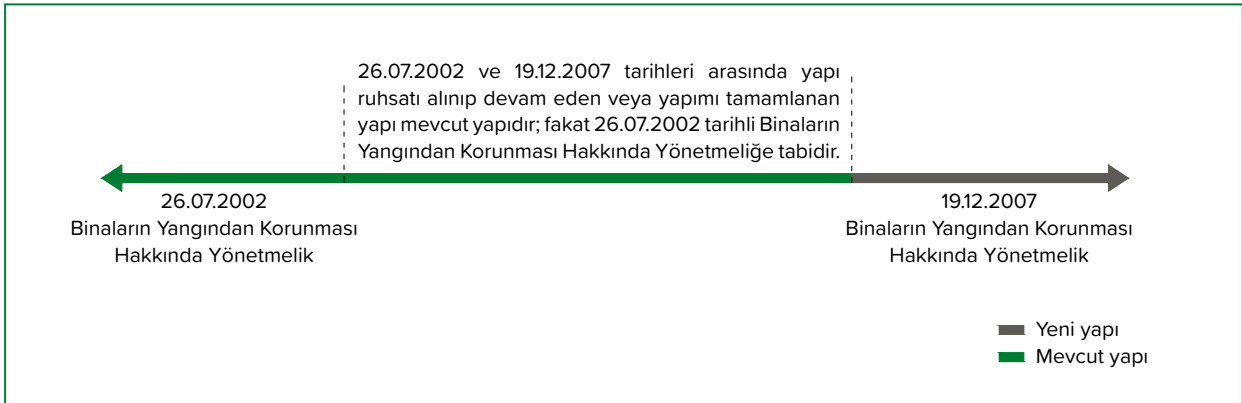 26.07.2002 ve 19.12.2007 tarihleri arasında yapı
ruhsatı alınıp devam eden veya yapımı tamamlanan
yapı mevcut yapıdır; fakat 26.07.2002 tarihli Binaların
Yangından Korunması Hakkında Yönetmeliğe tabidir.
26.07.2002
Binaların Yangından Korunması
Hakkında Yönetmelik
19.12.2007
Binaların Yangından Korunması
Hakkında Yönetmelik
Yeni yapı
Mevcut yapı